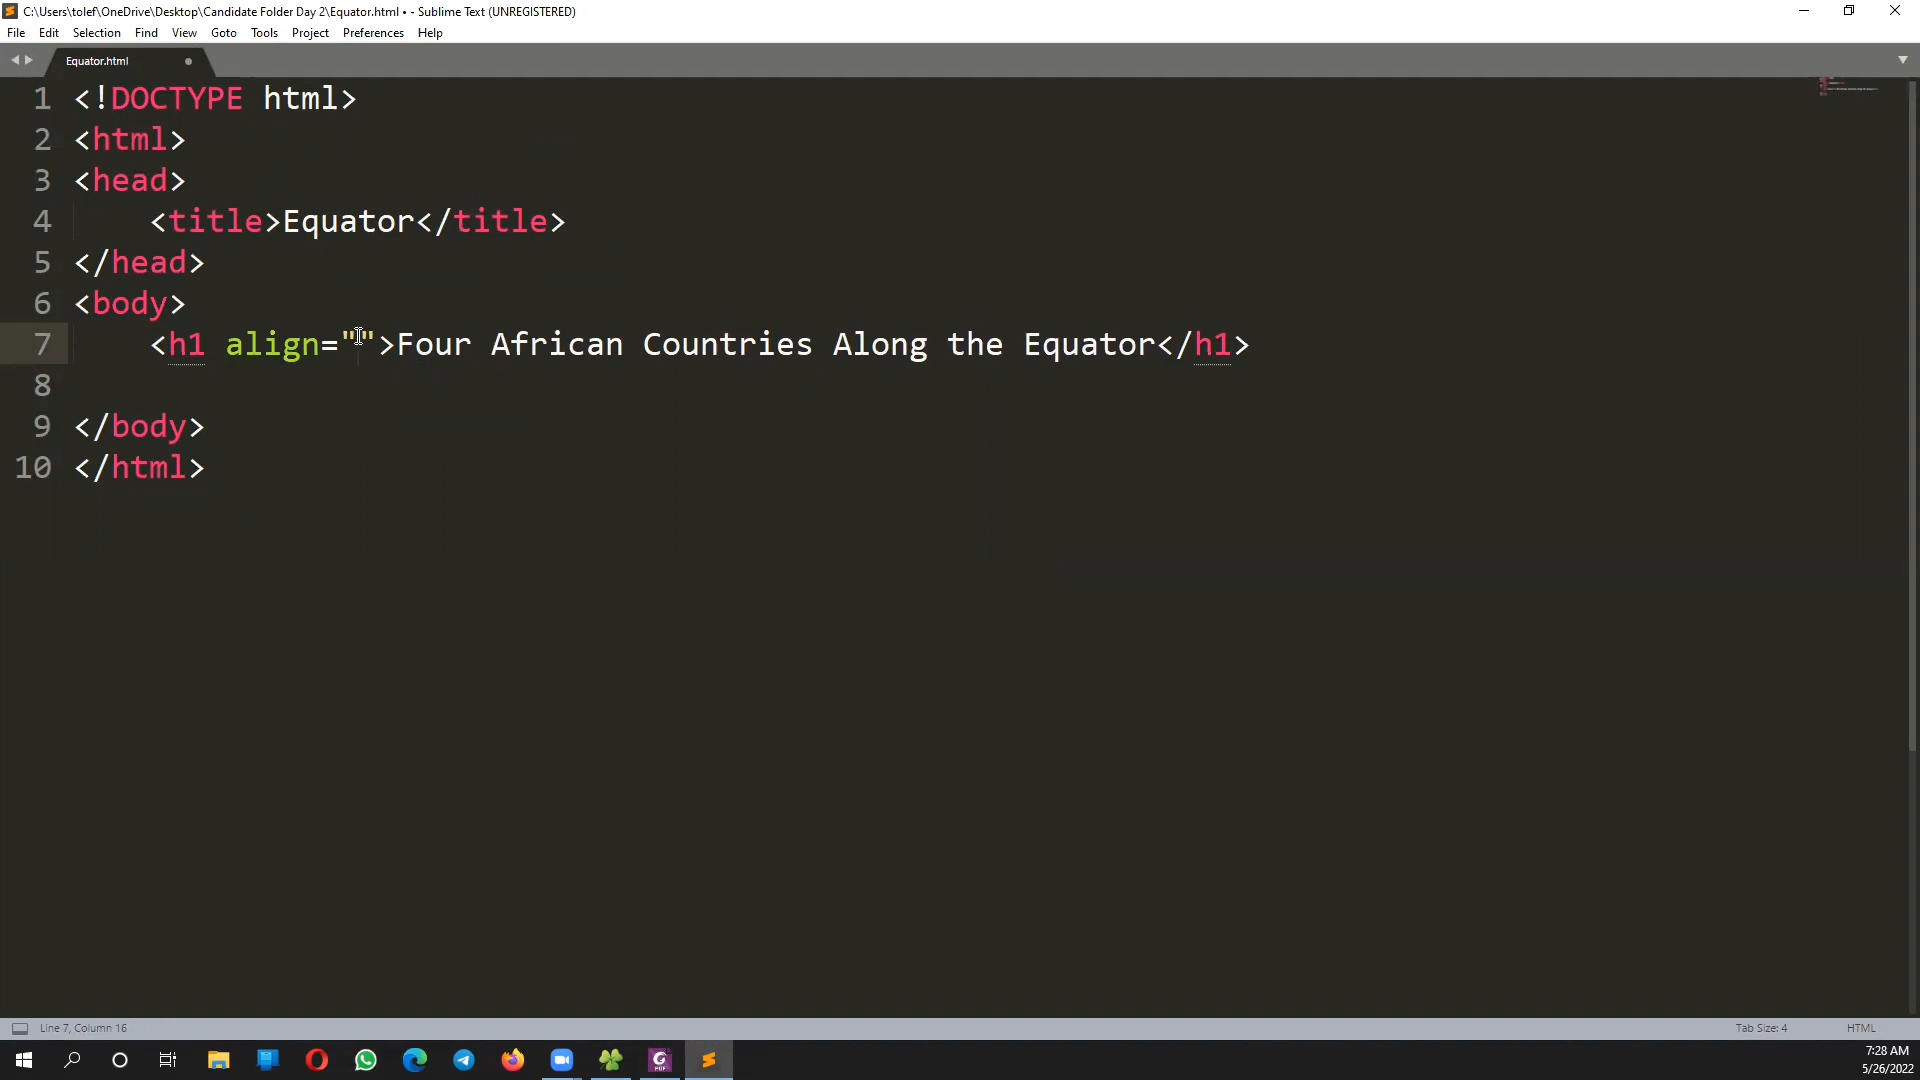 C:\Users\tolef\OneDrive\Desktop\Candidate Folder Day 2\Equator.html • - Sublime Text (UNREGISTERED)
File Edit Selection Find View Goto Tools Project Preferences Help
Equator.html
1 <!DOCTYPE html>
2 <html>
3 <head>
4 <title>Equator</title>
5 </head>
6 <body>
7 <h1 align="">Four African Countries Along the Equator</h1>
8
9 </body>
10 </html>
Line 7, Column 16 Tab Size: 4 HTML
7:28 AM
5/26/2022